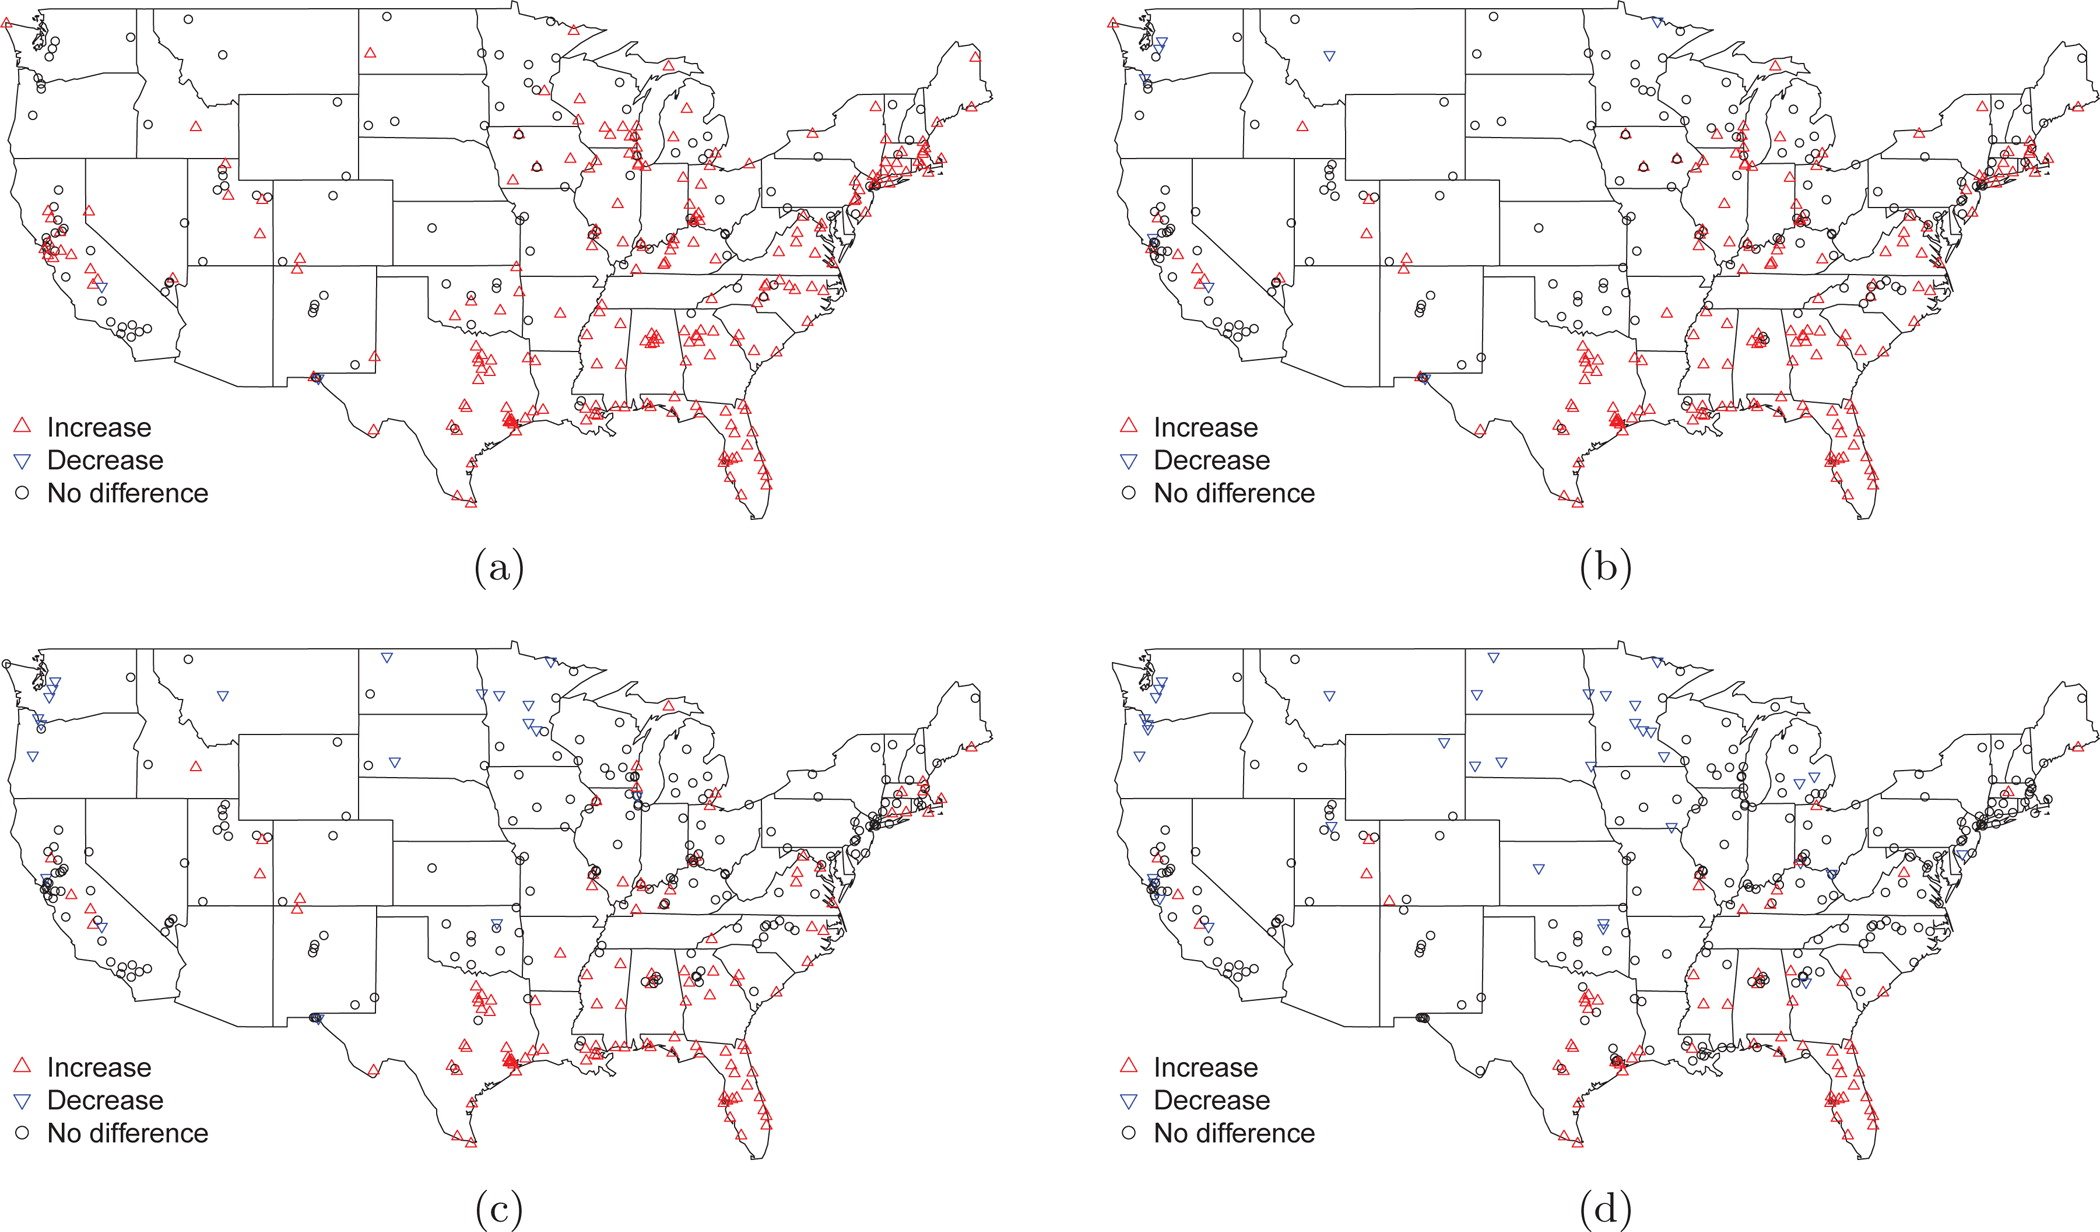 Increase
Decrease
No difference
(a)
Increase
Decrease
No difference
(b)
Increase
Decrease
No difference
(c)
Increase
Decrease
No difference
(d)